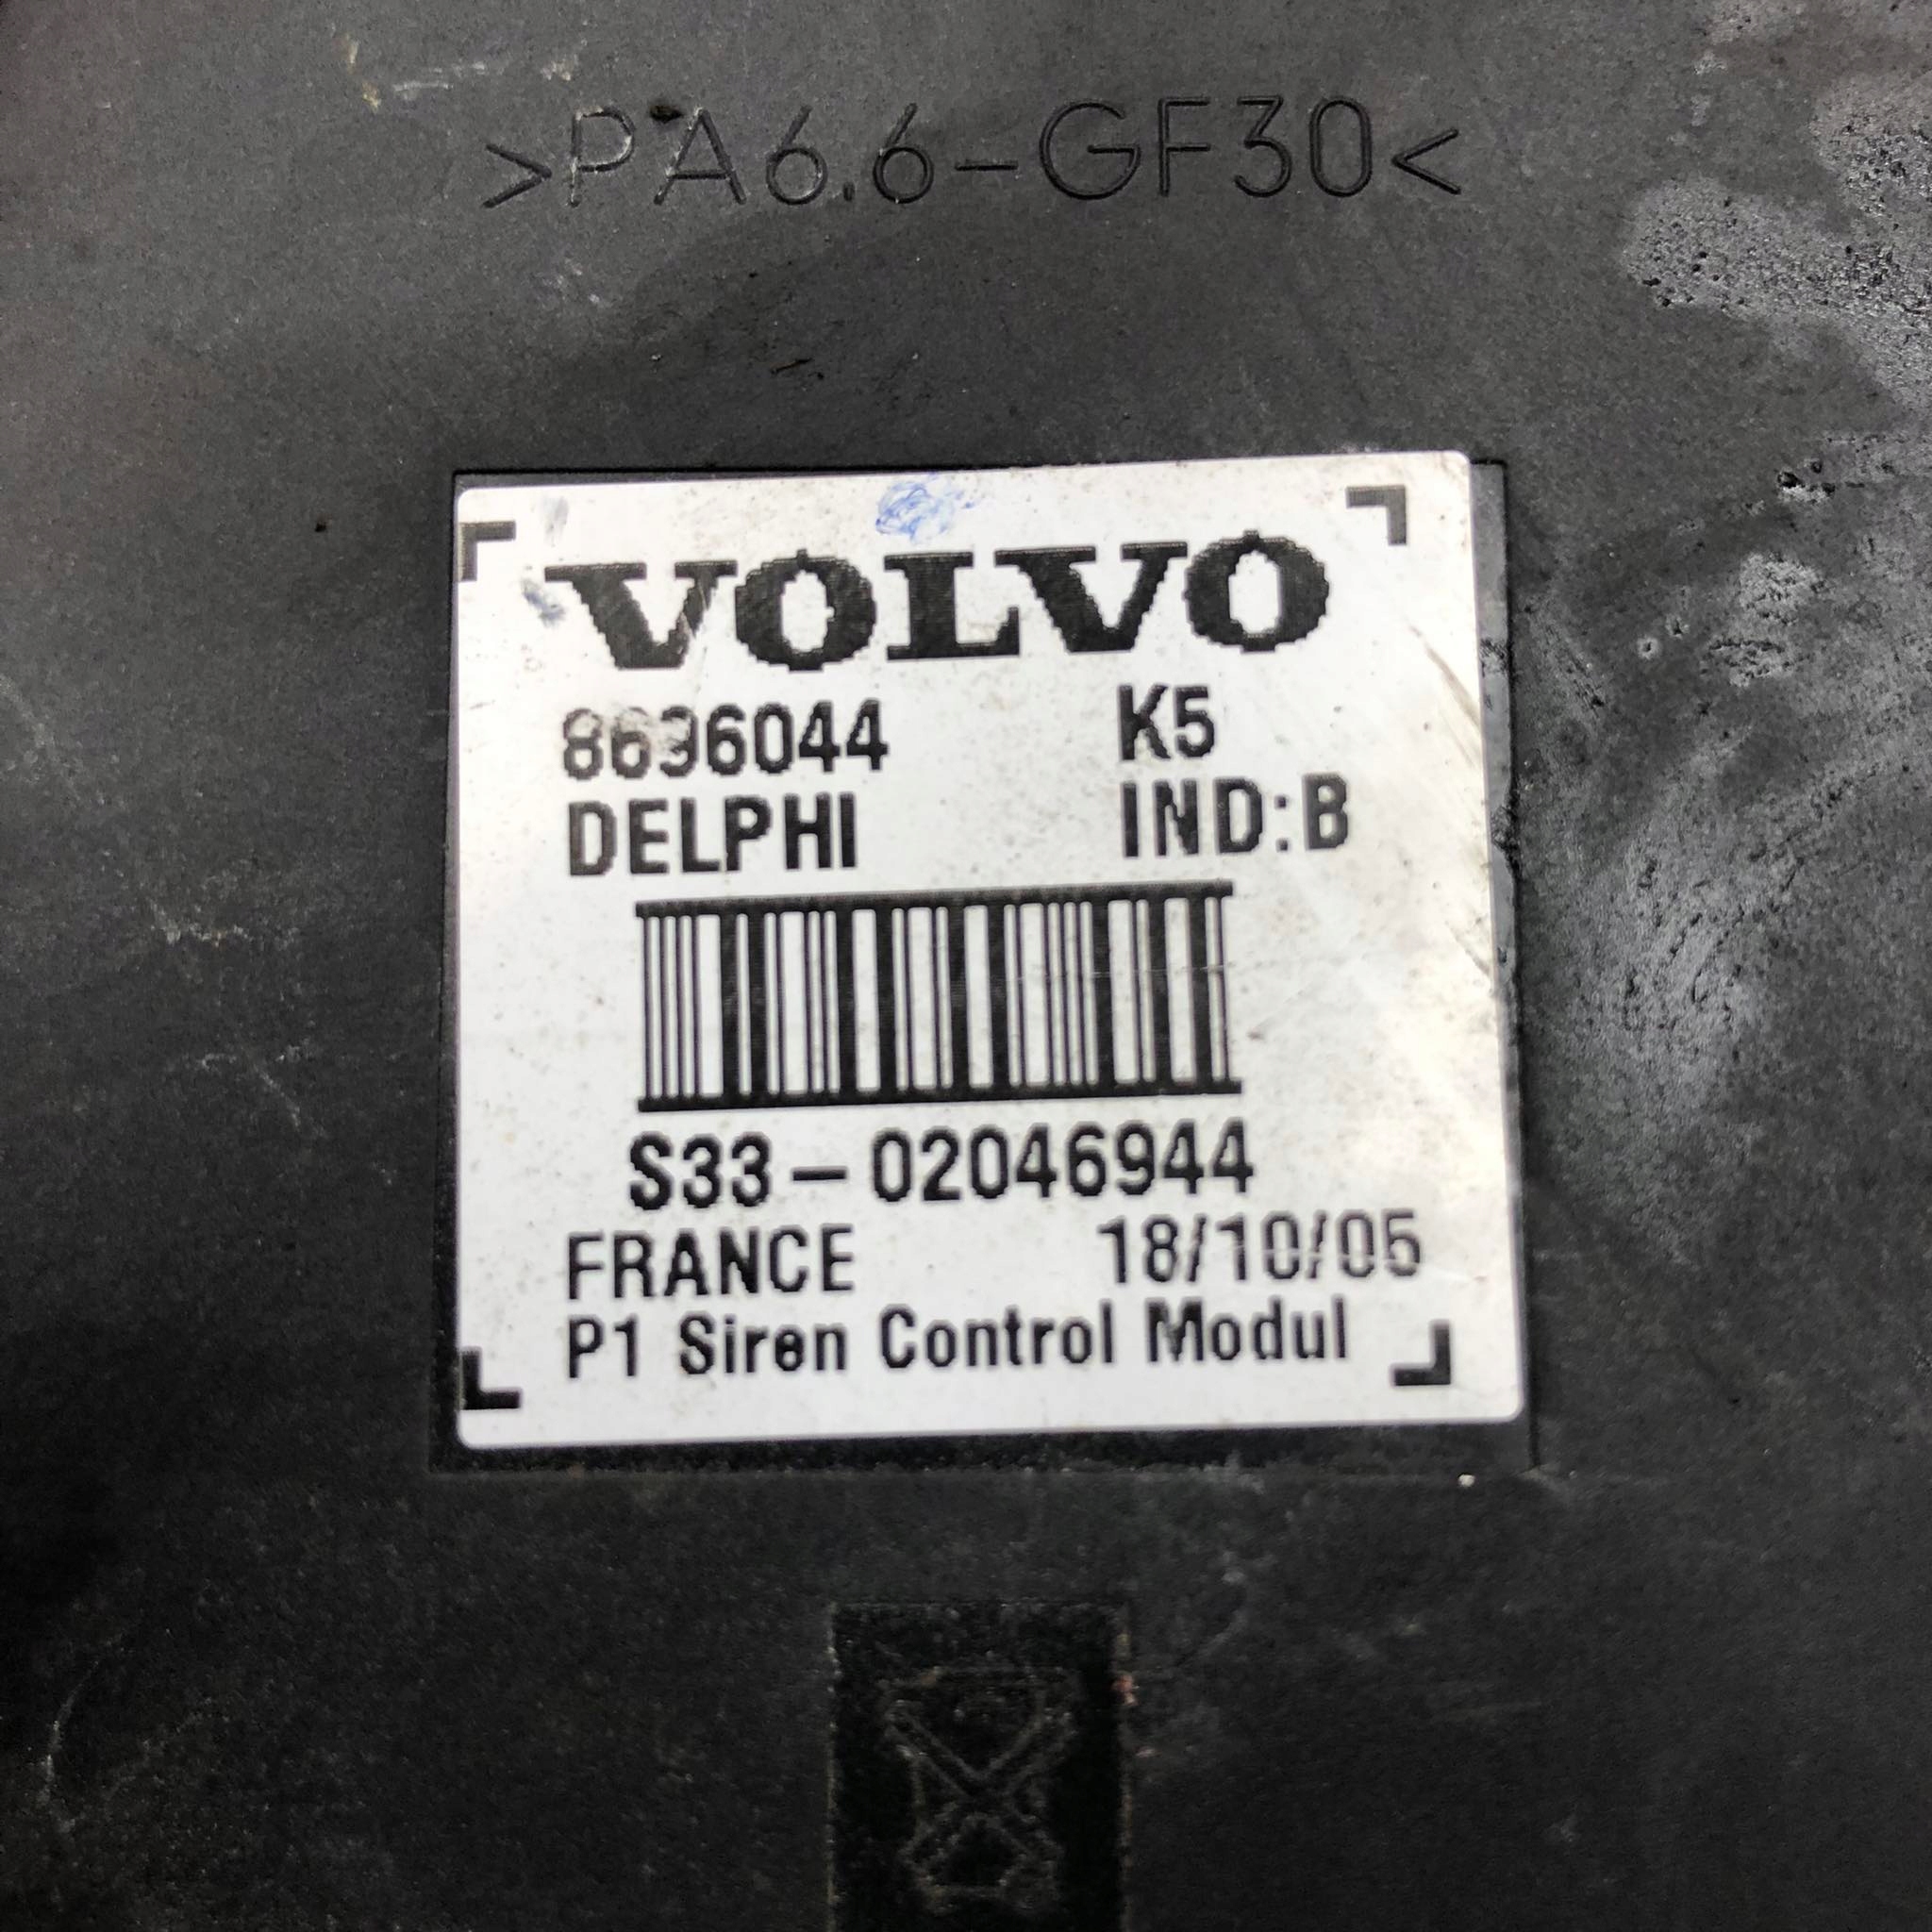 >PA6.6-GF30<
VOLVO
8696044 K5
DELPHI IND:B
S33-02046944
FRANCE 18/10/05
P1 Siren Control Modul